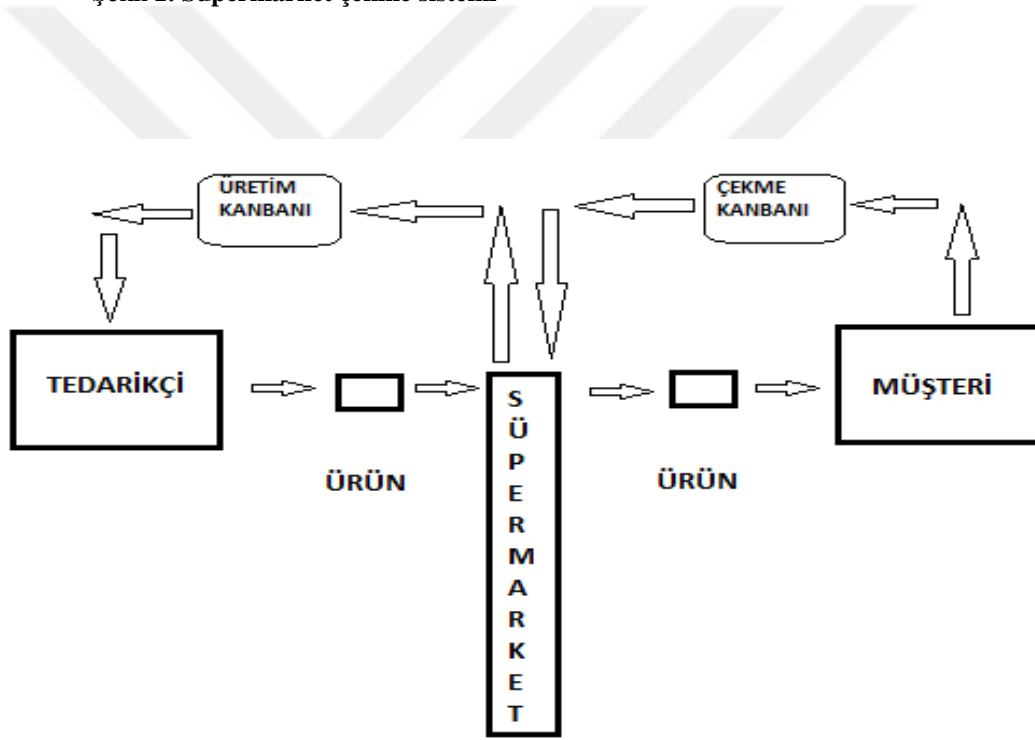 ÜRETİM
KANBANI
ÇEKME
KANBANI
TEDARİKÇİ
MÜŞTERİ
S
Ü
P
E
R
M
A
R
K
E
T
ÜRÜN
ÜRÜN